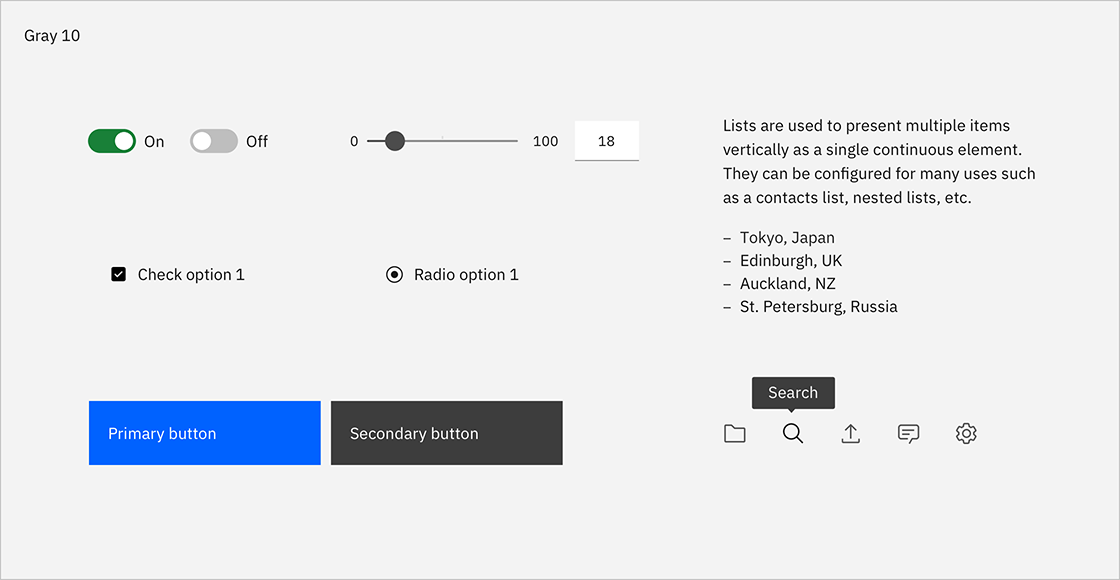 Gray 10
On
Off
0
100
18
Check option 1
Radio option 1
Primary button
Secondary button
Lists are used to present multiple items
vertically as a single continuous element.
They can be configured for many uses such
as a contacts list, nested lists, etc.
– Tokyo, Japan
– Edinburgh, UK
– Auckland, NZ
– St. Petersburg, Russia
Search